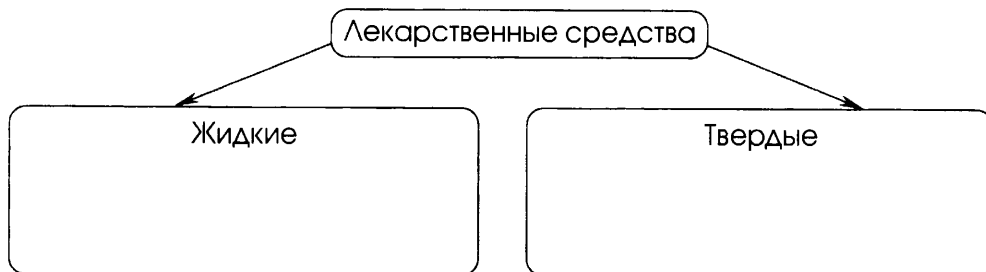 Лекарственные средства
Жидкие
Твердые